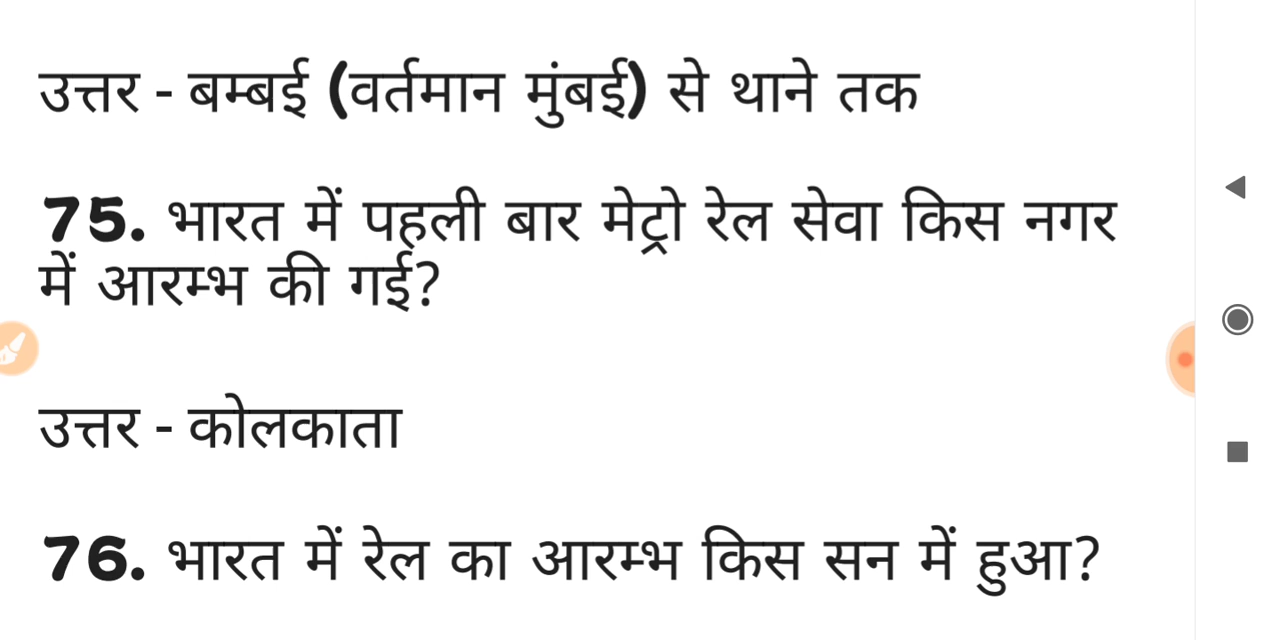 उत्तर - बम्बई (वर्तमान मुंबई) से थाने तक
75. भारत में पहली बार मेट्रो रेल सेवा किस नगर
में आरम्भ की गई?
उत्तर - कोलकाता
76. भारत में रेल का आरम्भ किस सन में हुआ?